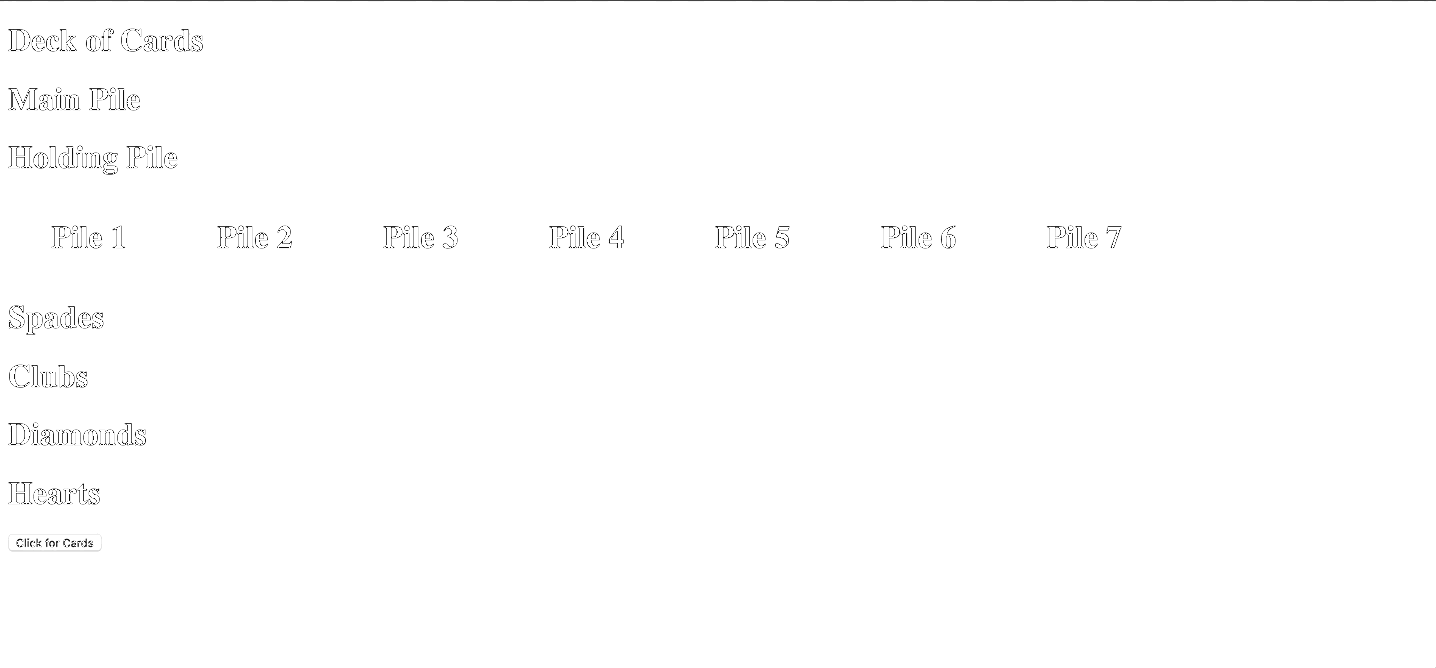 Deck of Cards
Main Pile
Holding Pile
Pile 1 Pile 2 Pile 3 Pile 4 Pile 5 Pile 6 Pile 7
Spades
Clubs
Diamonds
Hearts
Click for Cards